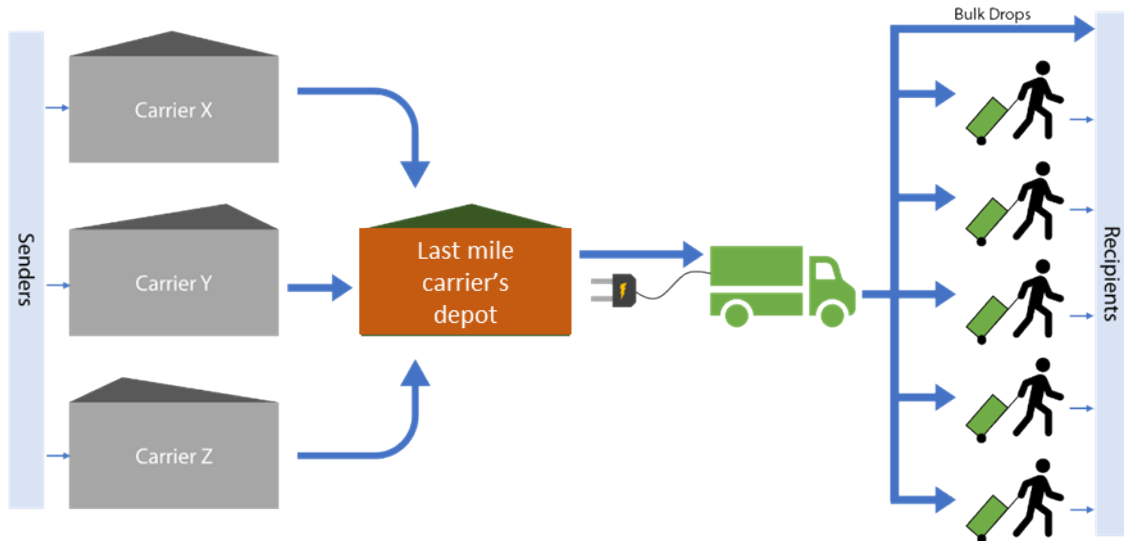 Senders
Carrier X
Carrier Y
Carrier Z
Last mile
carrier's
depot
Bulk Drops
Recipients